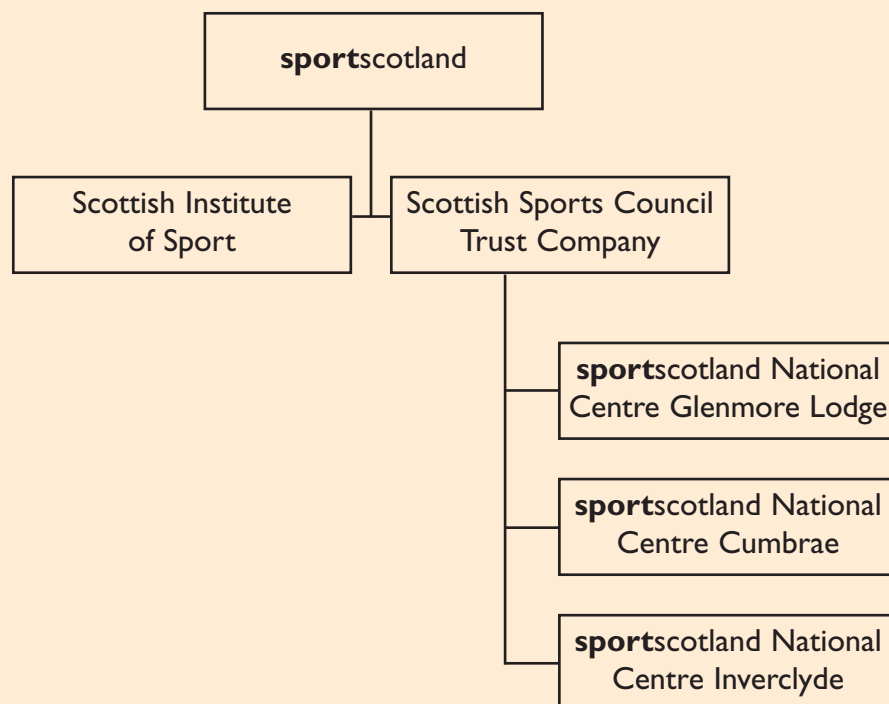 sportscotland
Scottish Institute
of Sport
Scottish Sports Council
Trust Company
sportscotland National
Centre Glenmore Lodge
sportscotland National
Centre Cumbrae
sportscotland National
Centre Inverclyde